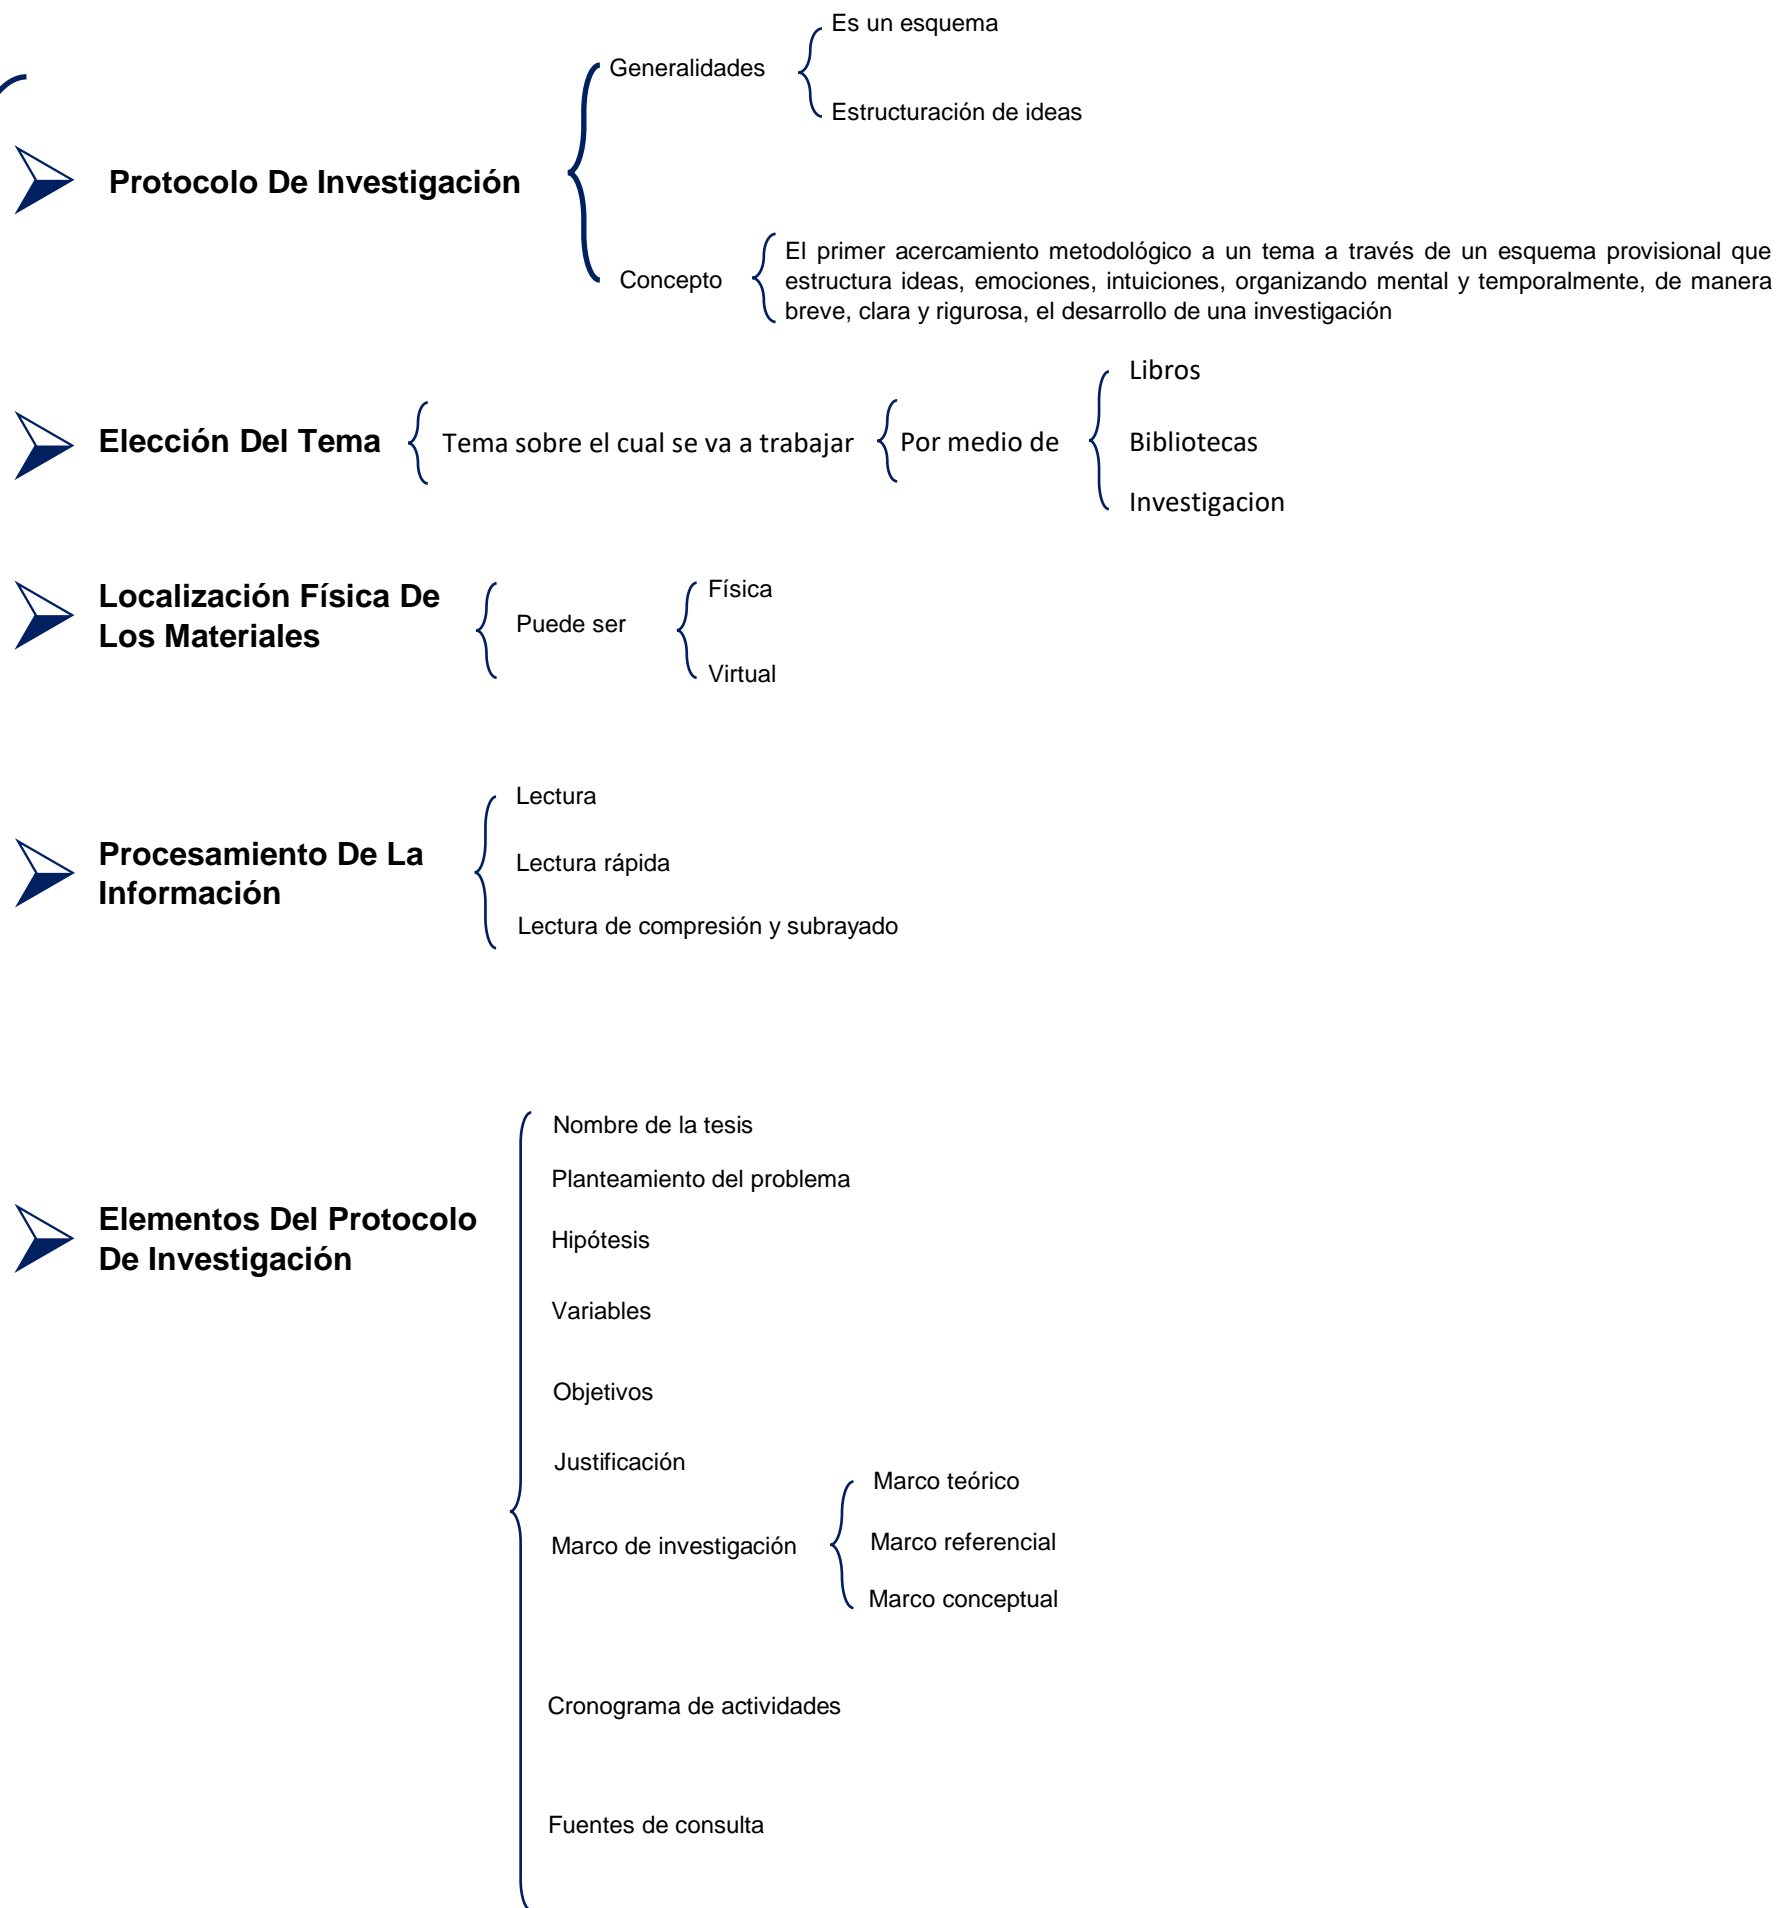 Es un esquema
Generalidades
Estructuración de ideas
Protocolo De Investigación
El primer acercamiento metodológico a un tema a través de un esquema provisional que
Concepto
estructura ideas, emociones, intuiciones, organizando mental y temporalmente, de manera
breve, clara y rigurosa, el desarrollo de una investigación
Libros
Elección Del Tema
Tema sobre el cual se va a trabajar
Por medio de
Bibliotecas
Investigacion
Localización Física De
Los Materiales
Puede ser
Física
Virtual
Procesamiento De La
Información
Lectura
Lectura rápida
Lectura de compresión y subrayado
Elementos Del Protocolo
De Investigación
Nombre de la tesis
Planteamiento del problema
Hipótesis
Variables
Objetivos
Justificación
Marco de investigación
Marco teórico
Marco referencial
Marco conceptual
Cronograma de actividades
Fuentes de consulta